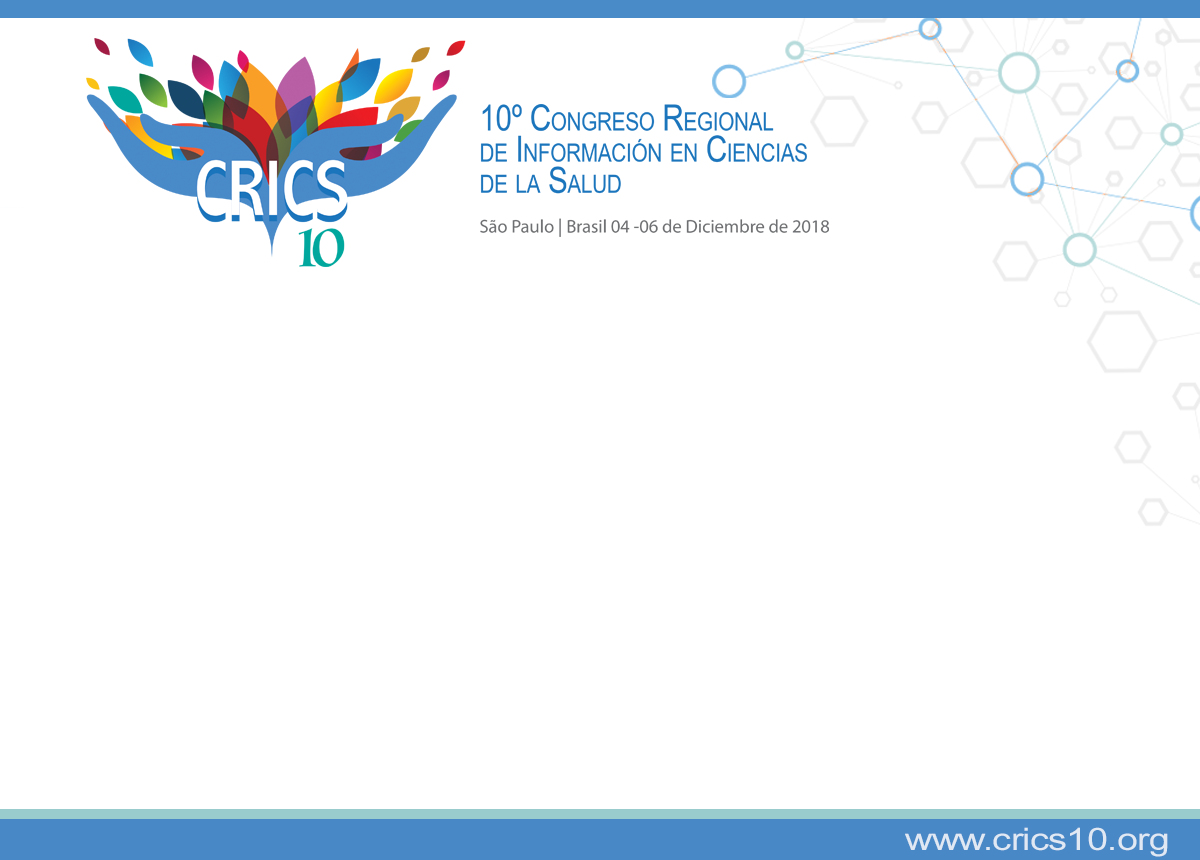 CRICS
10
10º Congreso Regional
de Información en Ciencias
de la Salud
São Paulo | Brasil 04 -06 de Diciembre de 2018
www.crics10.org